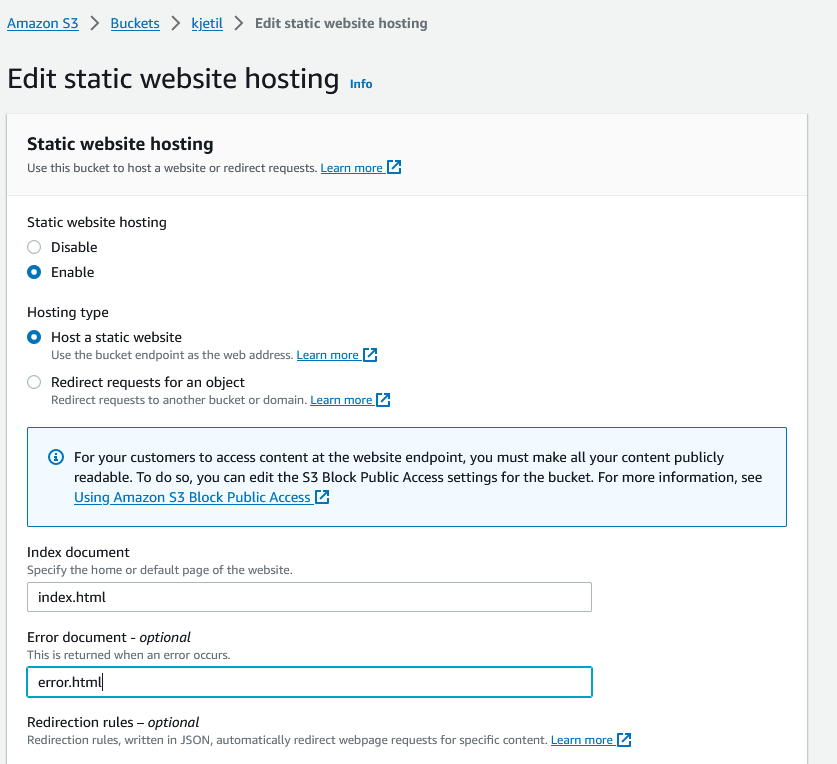 Amazon S3 > Buckets > kjetil > Edit static website hosting
Edit static website hosting Info
Static website hosting
Use this bucket to host a website or redirect requests. Learn more
Static website hosting
Disable
Enable
Hosting type
Host a static website
Use the bucket endpoint as the web address. Learn more
Redirect requests for an object
Redirect requests to another bucket or domain. Learn more
For your customers to access content at the website endpoint, you must make all your content publicly
readable. To do so, you can edit the S3 Block Public Access settings for the bucket. For more information, see
Using Amazon S3 Block Public Access
Index document
Specify the home or default page of the website.
index.html
Error document - optional
This is returned when an error occurs.
error.html
Redirection rules – optional
Redirection rules, written in JSON, automatically redirect webpage requests for specific content. Learn more